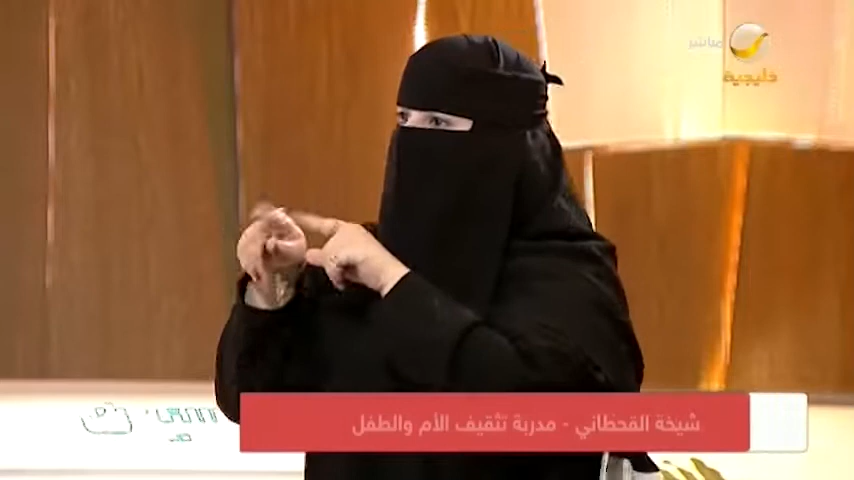 مباشر
خليجية
شيخة القحطاني - مدربة تثقيف الأم والطفل